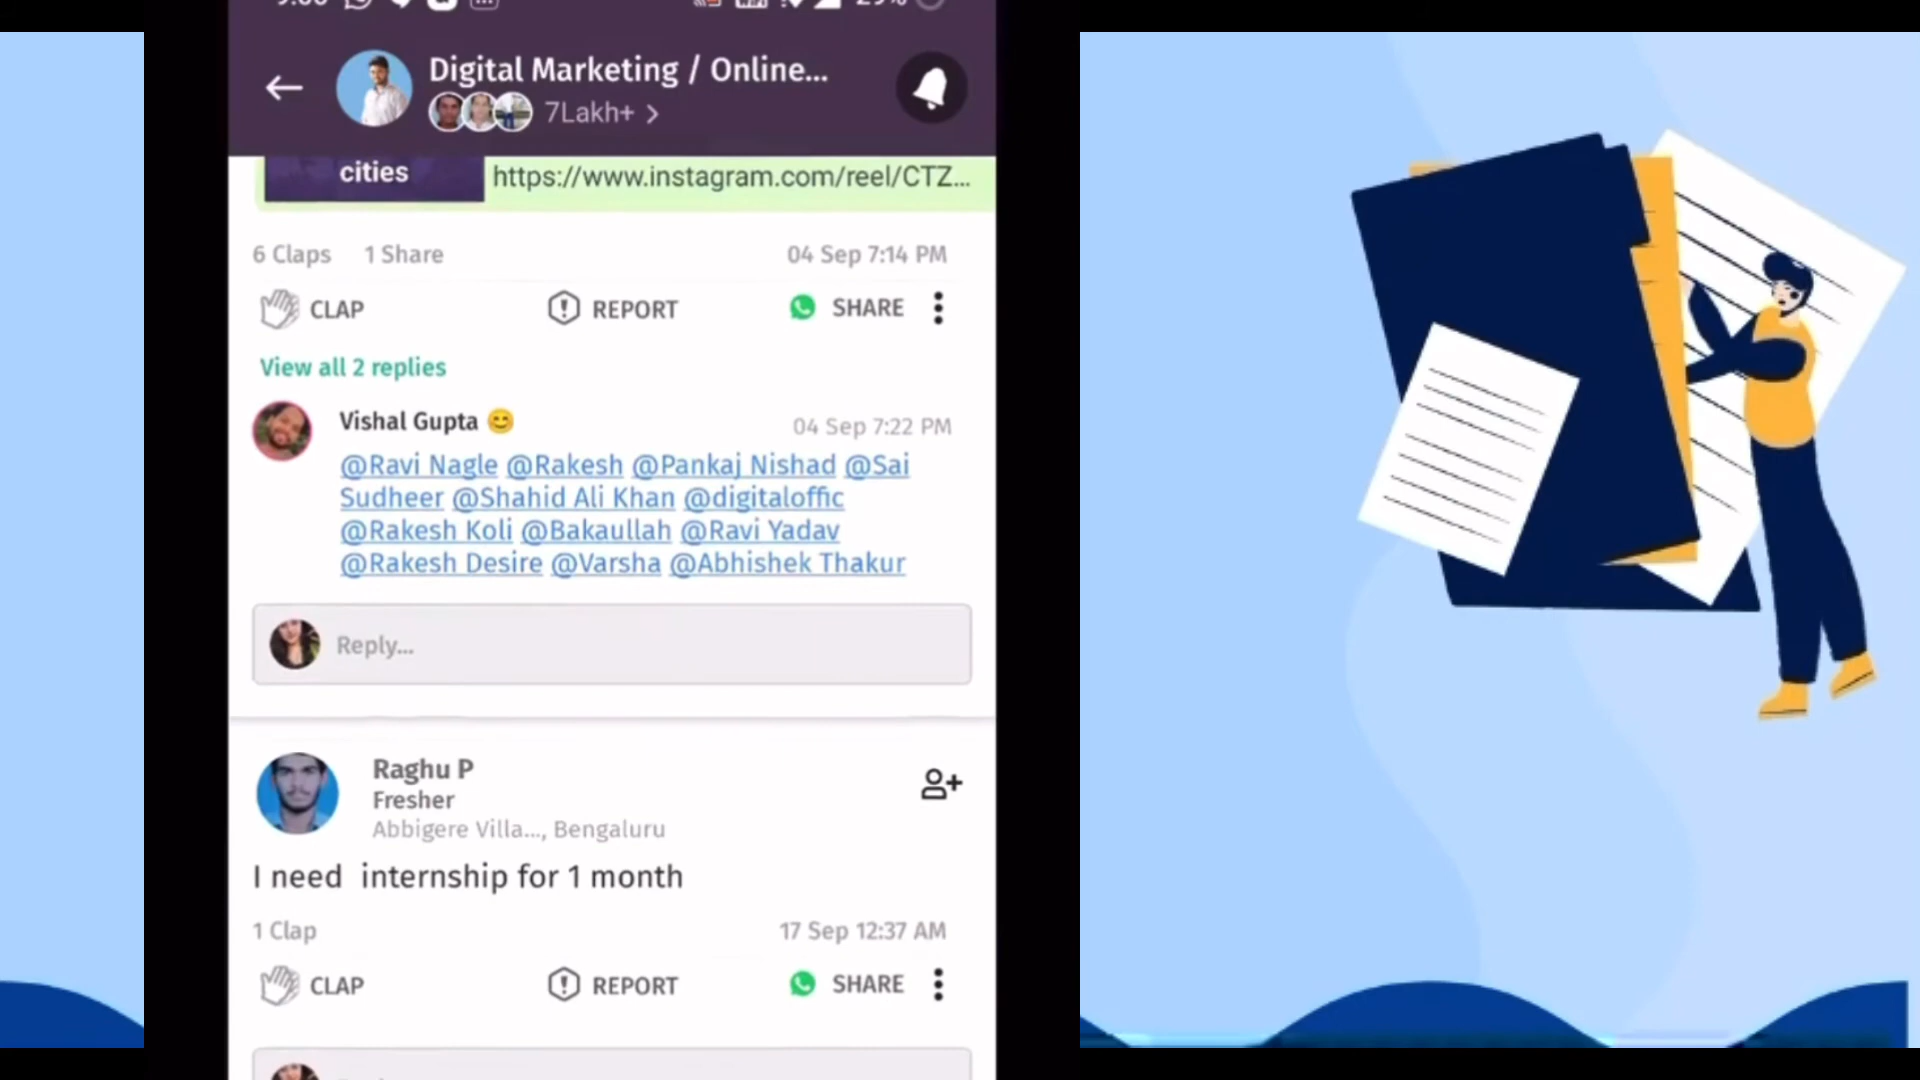 Digital Marketing / Online...
7Lakh+ >
cities
https://www.instagram.com/reel/CTZ...
6 Claps 1 Share 04 Sep 7:14 PM
CLAP REPORT SHARE
View all 2 replies
Vishal Gupta 😊 04 Sep 7:22 PM
@Ravi Nagle @Rakesh @Pankaj Nishad @Sai
Sudheer @Shahid Ali Khan @digitaloffic
@Rakesh Koli @Bakaullah @Ravi Yadav
@Rakesh Desire @Varsha @Abhishek Thakur
Reply...
Raghu P
Fresher
Abbigere Villa..., Bengaluru
I need internship for 1 month
1 Clap 17 Sep 12:37 AM
CLAP REPORT SHARE